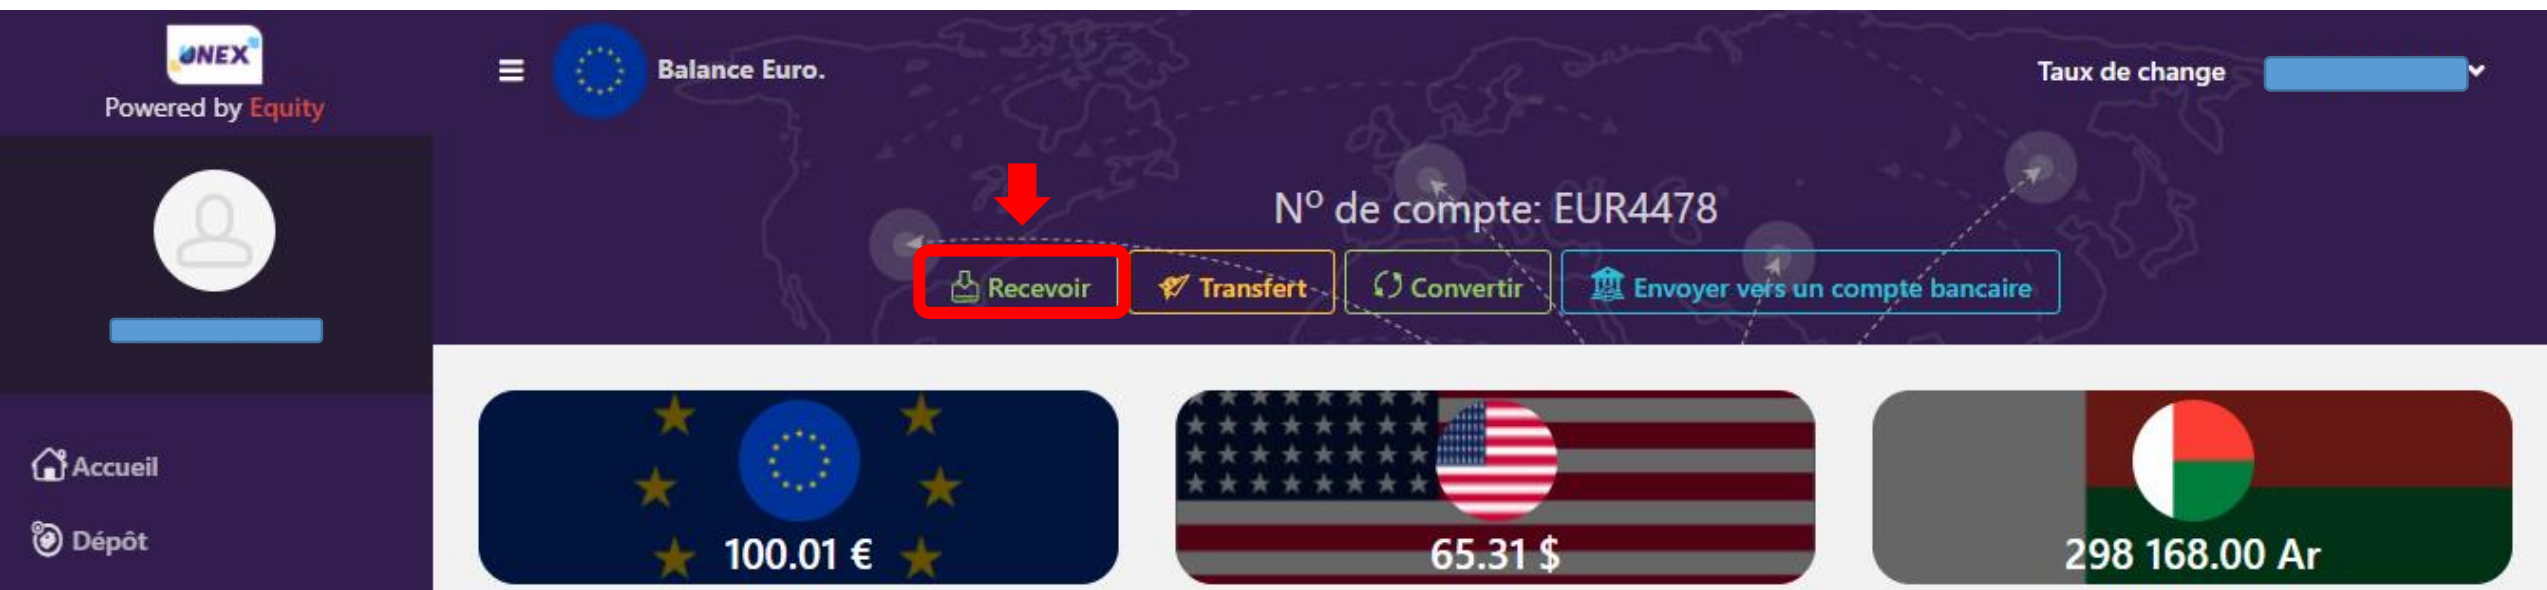 ONEX
Powered by Equity
Balance Euro.
Taux de change
Nº de compte: EUR4478
Recevoir
Transfert
Convertir
Envoyer vers un compte bancaire
Accueil
Dépôt
100.01 €
65.31 $
298 168.00 Ar